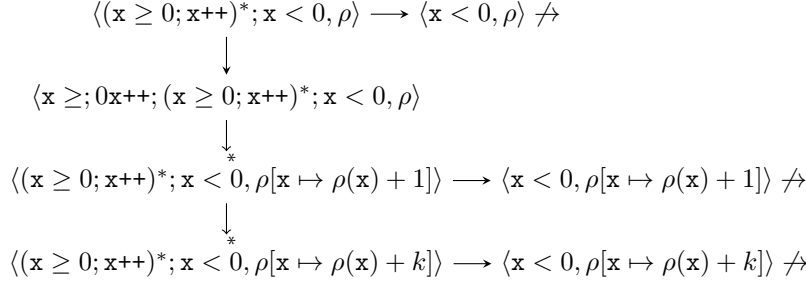 ⟨(x ≥ 0; x++)*; x < 0, ρ⟩ ⟶ ⟨x < 0, ρ⟩ ↛
⟨x ≥; 0x++; (x ≥ 0; x++)*; x < 0, ρ⟩
*
⟨(x ≥ 0; x++)*; x < 0, ρ[x ↦ ρ(x) + 1]⟩ ⟶ ⟨x < 0, ρ[x ↦ ρ(x) + 1]⟩ ↛
*
⟨(x ≥ 0; x++)*; x < 0, ρ[x ↦ ρ(x) + k]⟩ ⟶ ⟨x < 0, ρ[x ↦ ρ(x) + k]⟩ ↛